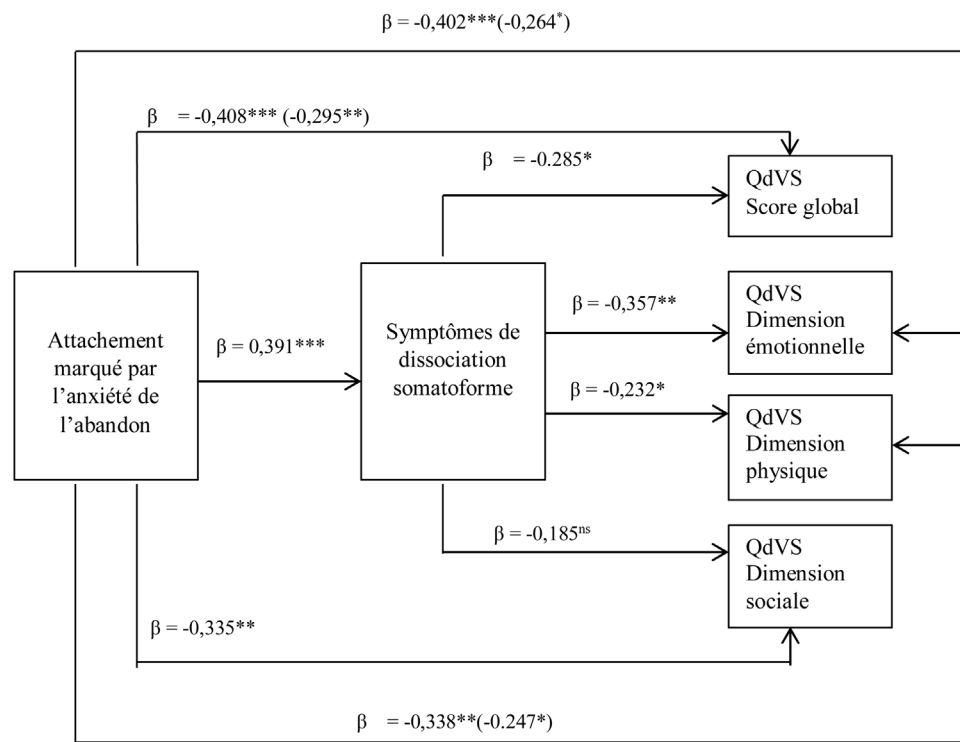 β = -0,402***(-0,264*)
β = -0,408*** (-0,295**)
β = -0.285*
QdVS
Score global
Attachement
marqué par
l’anxiété de
l’abandon
β = 0,391***
Symptômes de
dissociation
somatoforme
β = -0,357**
QdVS
Dimension
émotionnelle
β = -0,232*
QdVS
Dimension
physique
β = -0,185ns
QdVS
Dimension
sociale
β = -0,335**
β = -0,338**(-0.247*)